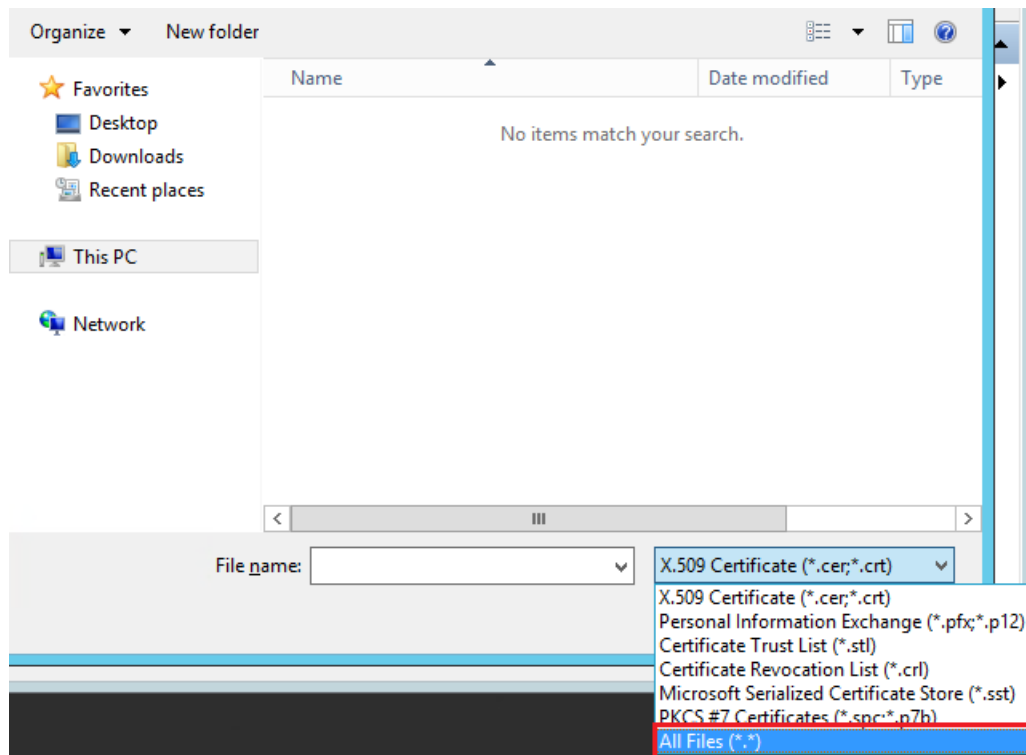 Organize New folder
Name Date modified Type
Favorites
Desktop
Downloads
Recent places
This PC
Network
No items match your search.
File name:
X.509 Certificate (*.cer;*.crt)
X.509 Certificate (*.cer;*.crt)
Personal Information Exchange (*.pfx;*.p12)
Certificate Trust List (*.stl)
Certificate Revocation List (*.crl)
Microsoft Serialized Certificate Store (*.sst)
PKCS #7 Certificates (*.spc;*.p7b)
All Files (*.*)